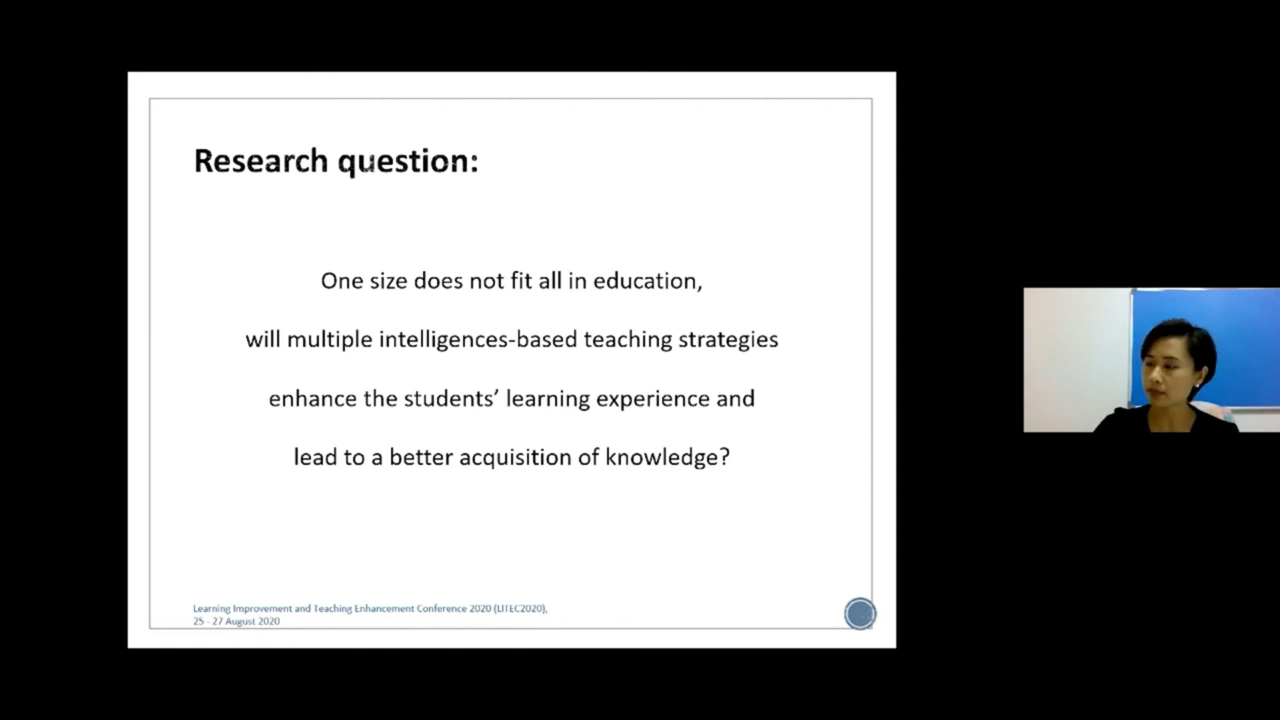 Research question:
One size does not fit all in education,
will multiple intelligences-based teaching strategies
enhance the students’ learning experience and
lead to a better acquisition of knowledge?
Learning Improvement and Teaching Enhancement Conference 2020 (LITEC2020),
25 - 27 August 2020